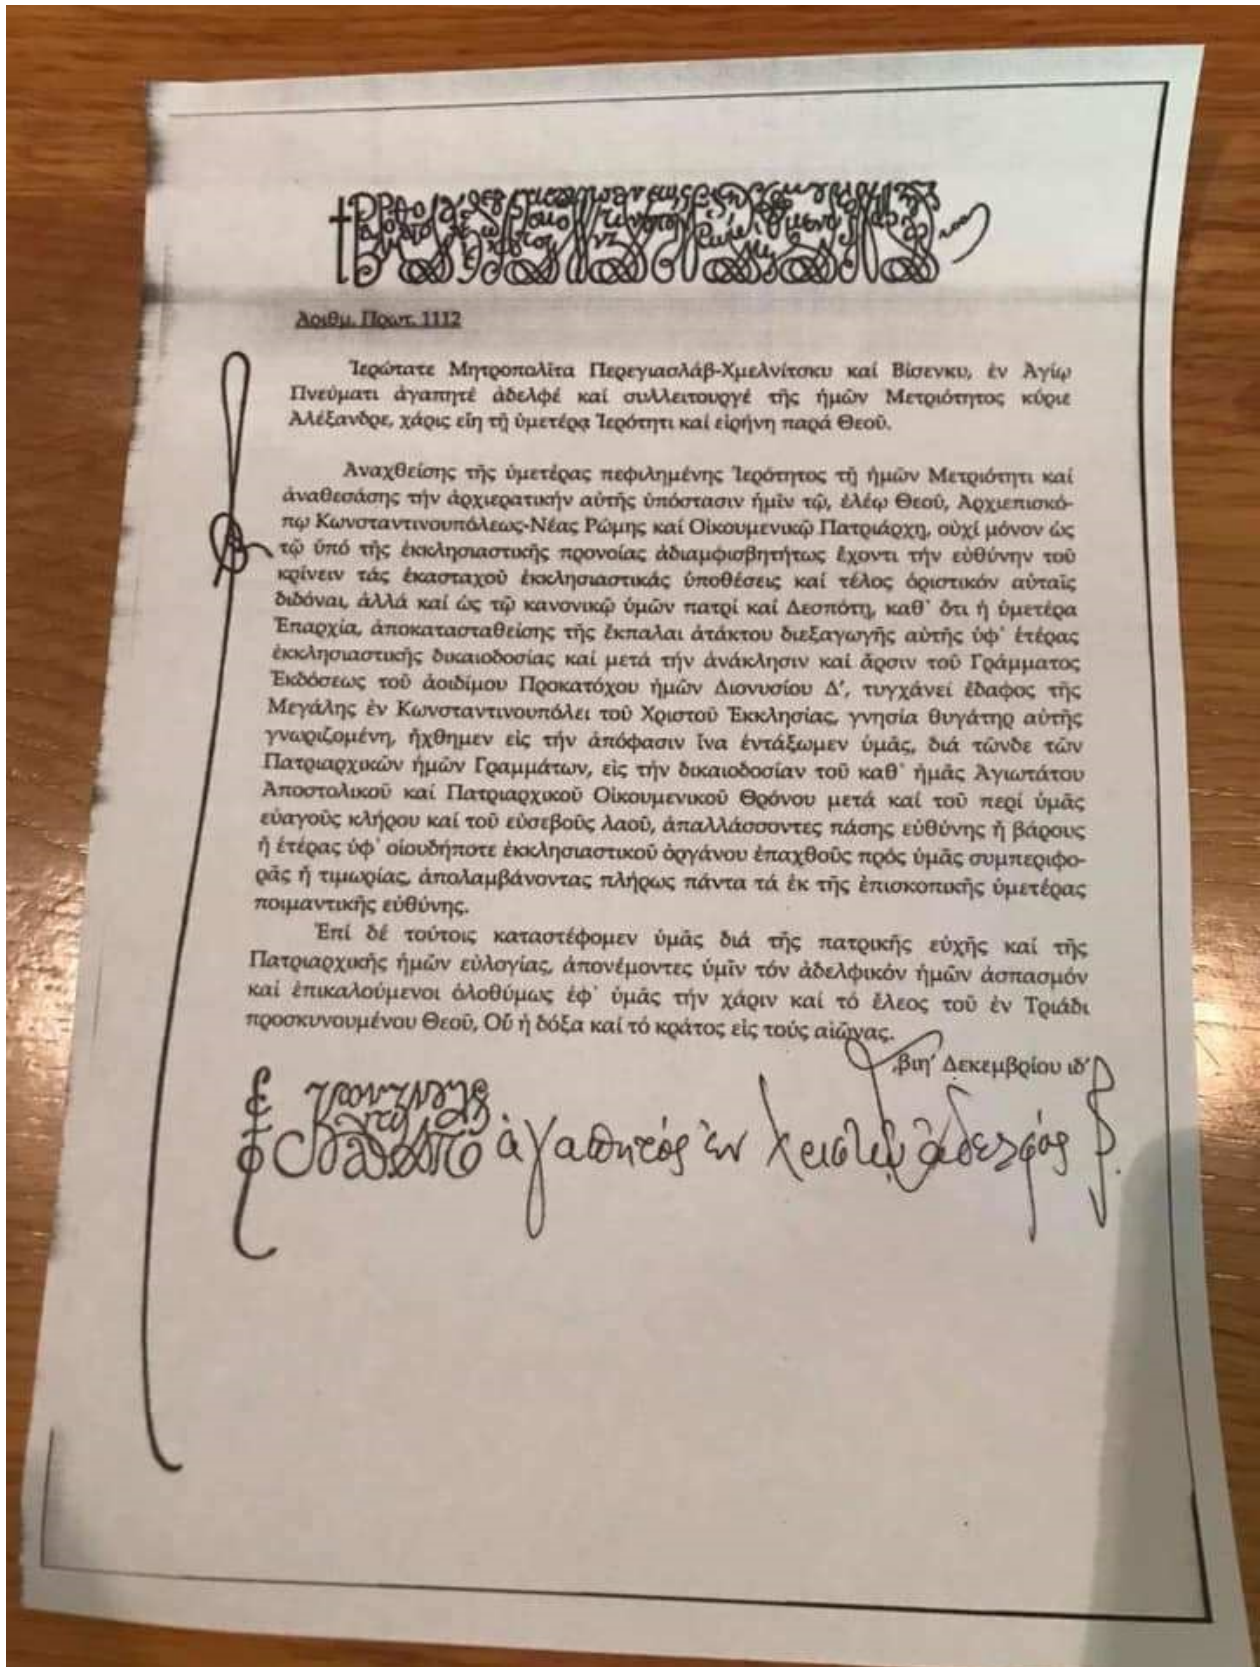 Ἀριθμ. Πρωτ. 1112
Ἱερώτατε Μητροπολῖτα Περεγιασλάβ-Χμελνίτσκυ καί Βίσενκυ, ἐν Ἁγίῳ
Πνεύματι ἀγαπητέ ἀδελφέ καί συλλειτουργέ τῆς ἡμῶν Μετριότητος κύριε
Ἀλέξανδρε, χάρις εἴη τῇ ὑμετέρᾳ Ἱερότητι καί εἰρήνη παρά Θεοῦ.
Ἀναχθείσης τῆς ὑμετέρας πεφιλημένης Ἱερότητος τῇ ἡμῶν Μετριότητι καί
ἀναθεσάσης τήν ἀρχιερατικήν αὐτῆς ὑπόστασιν ἡμῖν τῷ, ἐλέῳ Θεοῦ, Ἀρχιεπισκό-
πῳ Κωνσταντινουπόλεως-Νέας Ρώμης καί Οἰκουμενικῷ Πατριάρχῃ, οὐχί μόνον ὡς
τῷ ὑπό τῆς ἐκκλησιαστικῆς προνοίας ἀδιαμφισβητήτως ἔχοντι τήν εὐθύνην τοῦ
κρίνειν τάς ἑκασταχοῦ ἐκκλησιαστικάς ὑποθέσεις καί τέλος ὁριστικόν αὐταῖς
διδόναι, ἀλλά καί ὡς τῷ κανονικῷ ὑμῶν πατρί καί Δεσπότῃ, καθ᾽ ὅτι ἡ ὑμετέρα
Ἐπαρχία, ἀποκατασταθείσης τῆς ἔκπαλαι ἀτάκτου διεξαγωγῆς αὐτῆς ὑφ᾽ ἑτέρας
ἐκκλησιαστικῆς δικαιοδοσίας καί μετά τήν ἀνάκλησιν καί ἄρσιν τοῦ Γράμματος
Ἐκδόσεως τοῦ ἀοιδίμου Προκατόχου ἡμῶν Διονυσίου Δ', τυγχάνει ἔδαφος τῆς
Μεγάλης ἐν Κωνσταντινουπόλει τοῦ Χριστοῦ Ἐκκλησίας, γνησία θυγάτηρ αὐτῆς
γνωριζομένη, ἤχθημεν εἰς τήν ἀπόφασιν ἵνα ἐντάξωμεν ὑμᾶς, διά τῶνδε τῶν
Πατριαρχικῶν ἡμῶν Γραμμάτων, εἰς τήν δικαιοδοσίαν τοῦ καθ᾽ ἡμᾶς Ἁγιωτάτου
Ἀποστολικοῦ καί Πατριαρχικοῦ Οἰκουμενικοῦ Θρόνου μετά καί τοῦ περί ὑμᾶς
εὐαγοῦς κλήρου καί τοῦ εὐσεβοῦς λαοῦ, ἀπαλλάσσοντες πάσης εὐθύνης ἤ βάρους
ἤ ἑτέρας ὑφ᾽ οἱουδήποτε ἐκκλησιαστικοῦ ὀργάνου ἐπαχθοῦς πρός ὑμᾶς συμπεριφο-
ρᾶς ἤ τιμωρίας, ἀπολαμβάνοντας πλήρως πάντα τά ἐκ τῆς ἐπισκοπικῆς ὑμετέρας
ποιμαντικῆς εὐθύνης.
Ἐπί δέ τούτοις καταστέφομεν ὑμᾶς διά τῆς πατρικῆς εὐχῆς καί τῆς
Πατριαρχικῆς ἡμῶν εὐλογίας, ἀπονέμοντες ὑμῖν τόν ἀδελφικόν ἡμῶν ἀσπασμόν
καί ἐπικαλούμενοι ὁλοθύμως ἐφ᾽ ὑμᾶς τήν χάριν καί τό ἔλεος τοῦ ἐν Τριάδι
προσκυνουμένου Θεοῦ, Οὗ ἡ δόξα καί τό κράτος εἰς τούς αἰῶνας.
͵βιη' Δεκεμβρίου ιδ'
ἀγαπητός ἐν Χριστῷ ἀδελφός